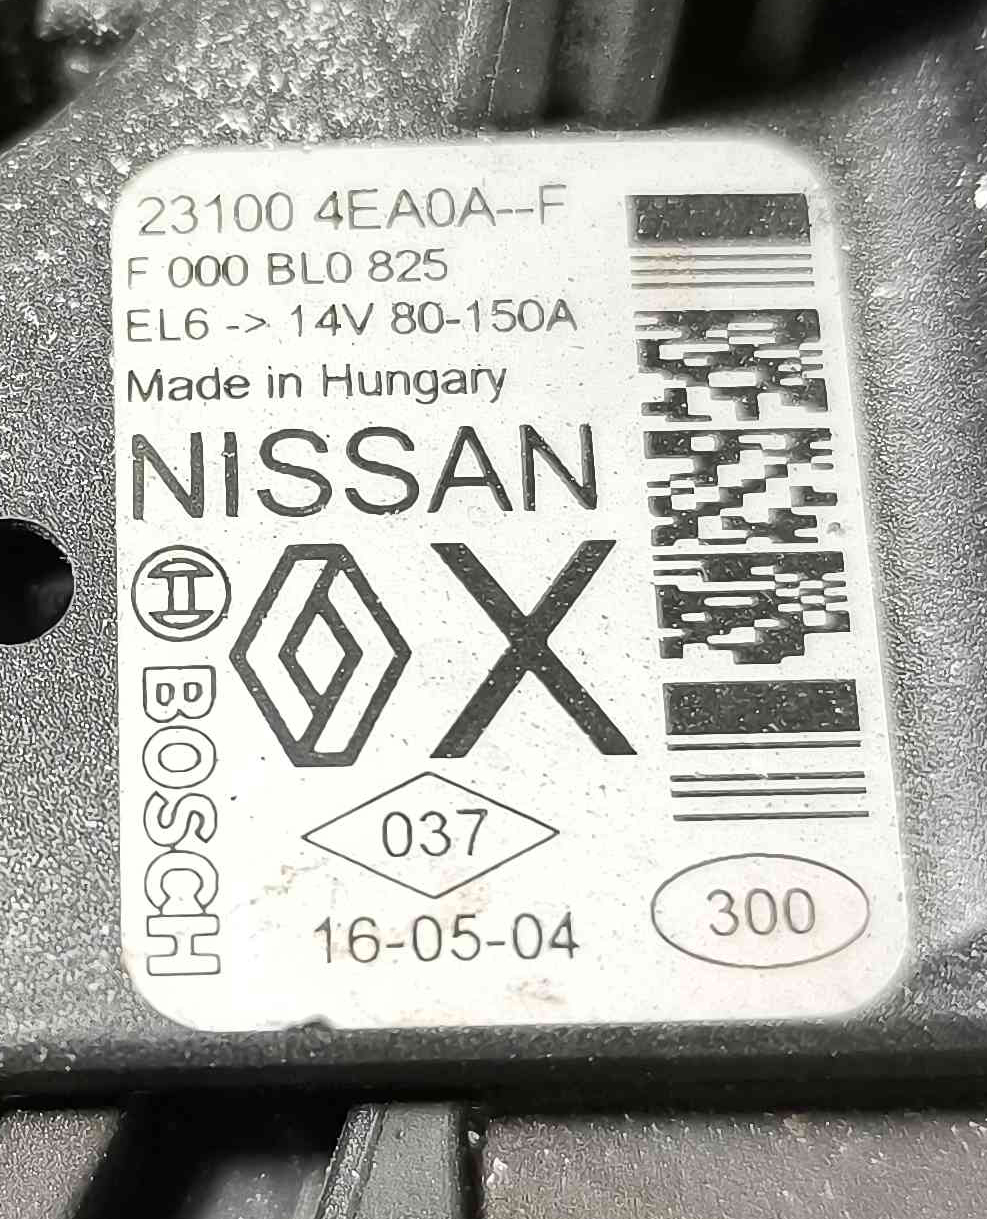 23100 4EA0A--F
F 000 BL0 825
EL6 -> 14V 80-150A
Made in Hungary
NISSAN
X
BOSCH
037
16-05-04
300